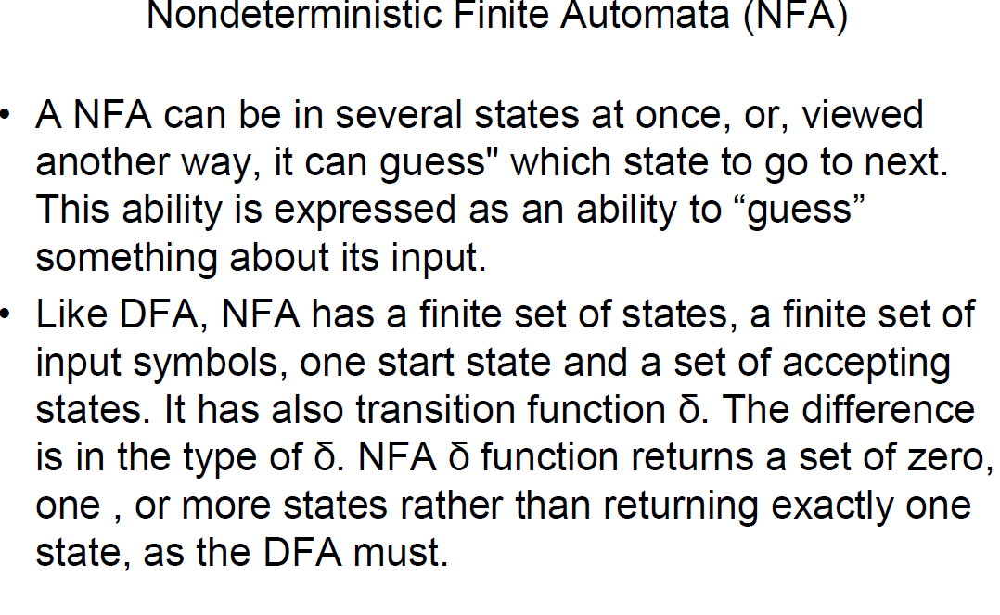 Nondeterministic Finite Automata (NFA)
• A NFA can be in several states at once, or, viewed
another way, it can guess" which state to go to next.
This ability is expressed as an ability to “guess”
something about its input.
• Like DFA, NFA has a finite set of states, a finite set of
input symbols, one start state and a set of accepting
states. It has also transition function δ. The difference
is in the type of δ. NFA δ function returns a set of zero,
one , or more states rather than returning exactly one
state, as the DFA must.